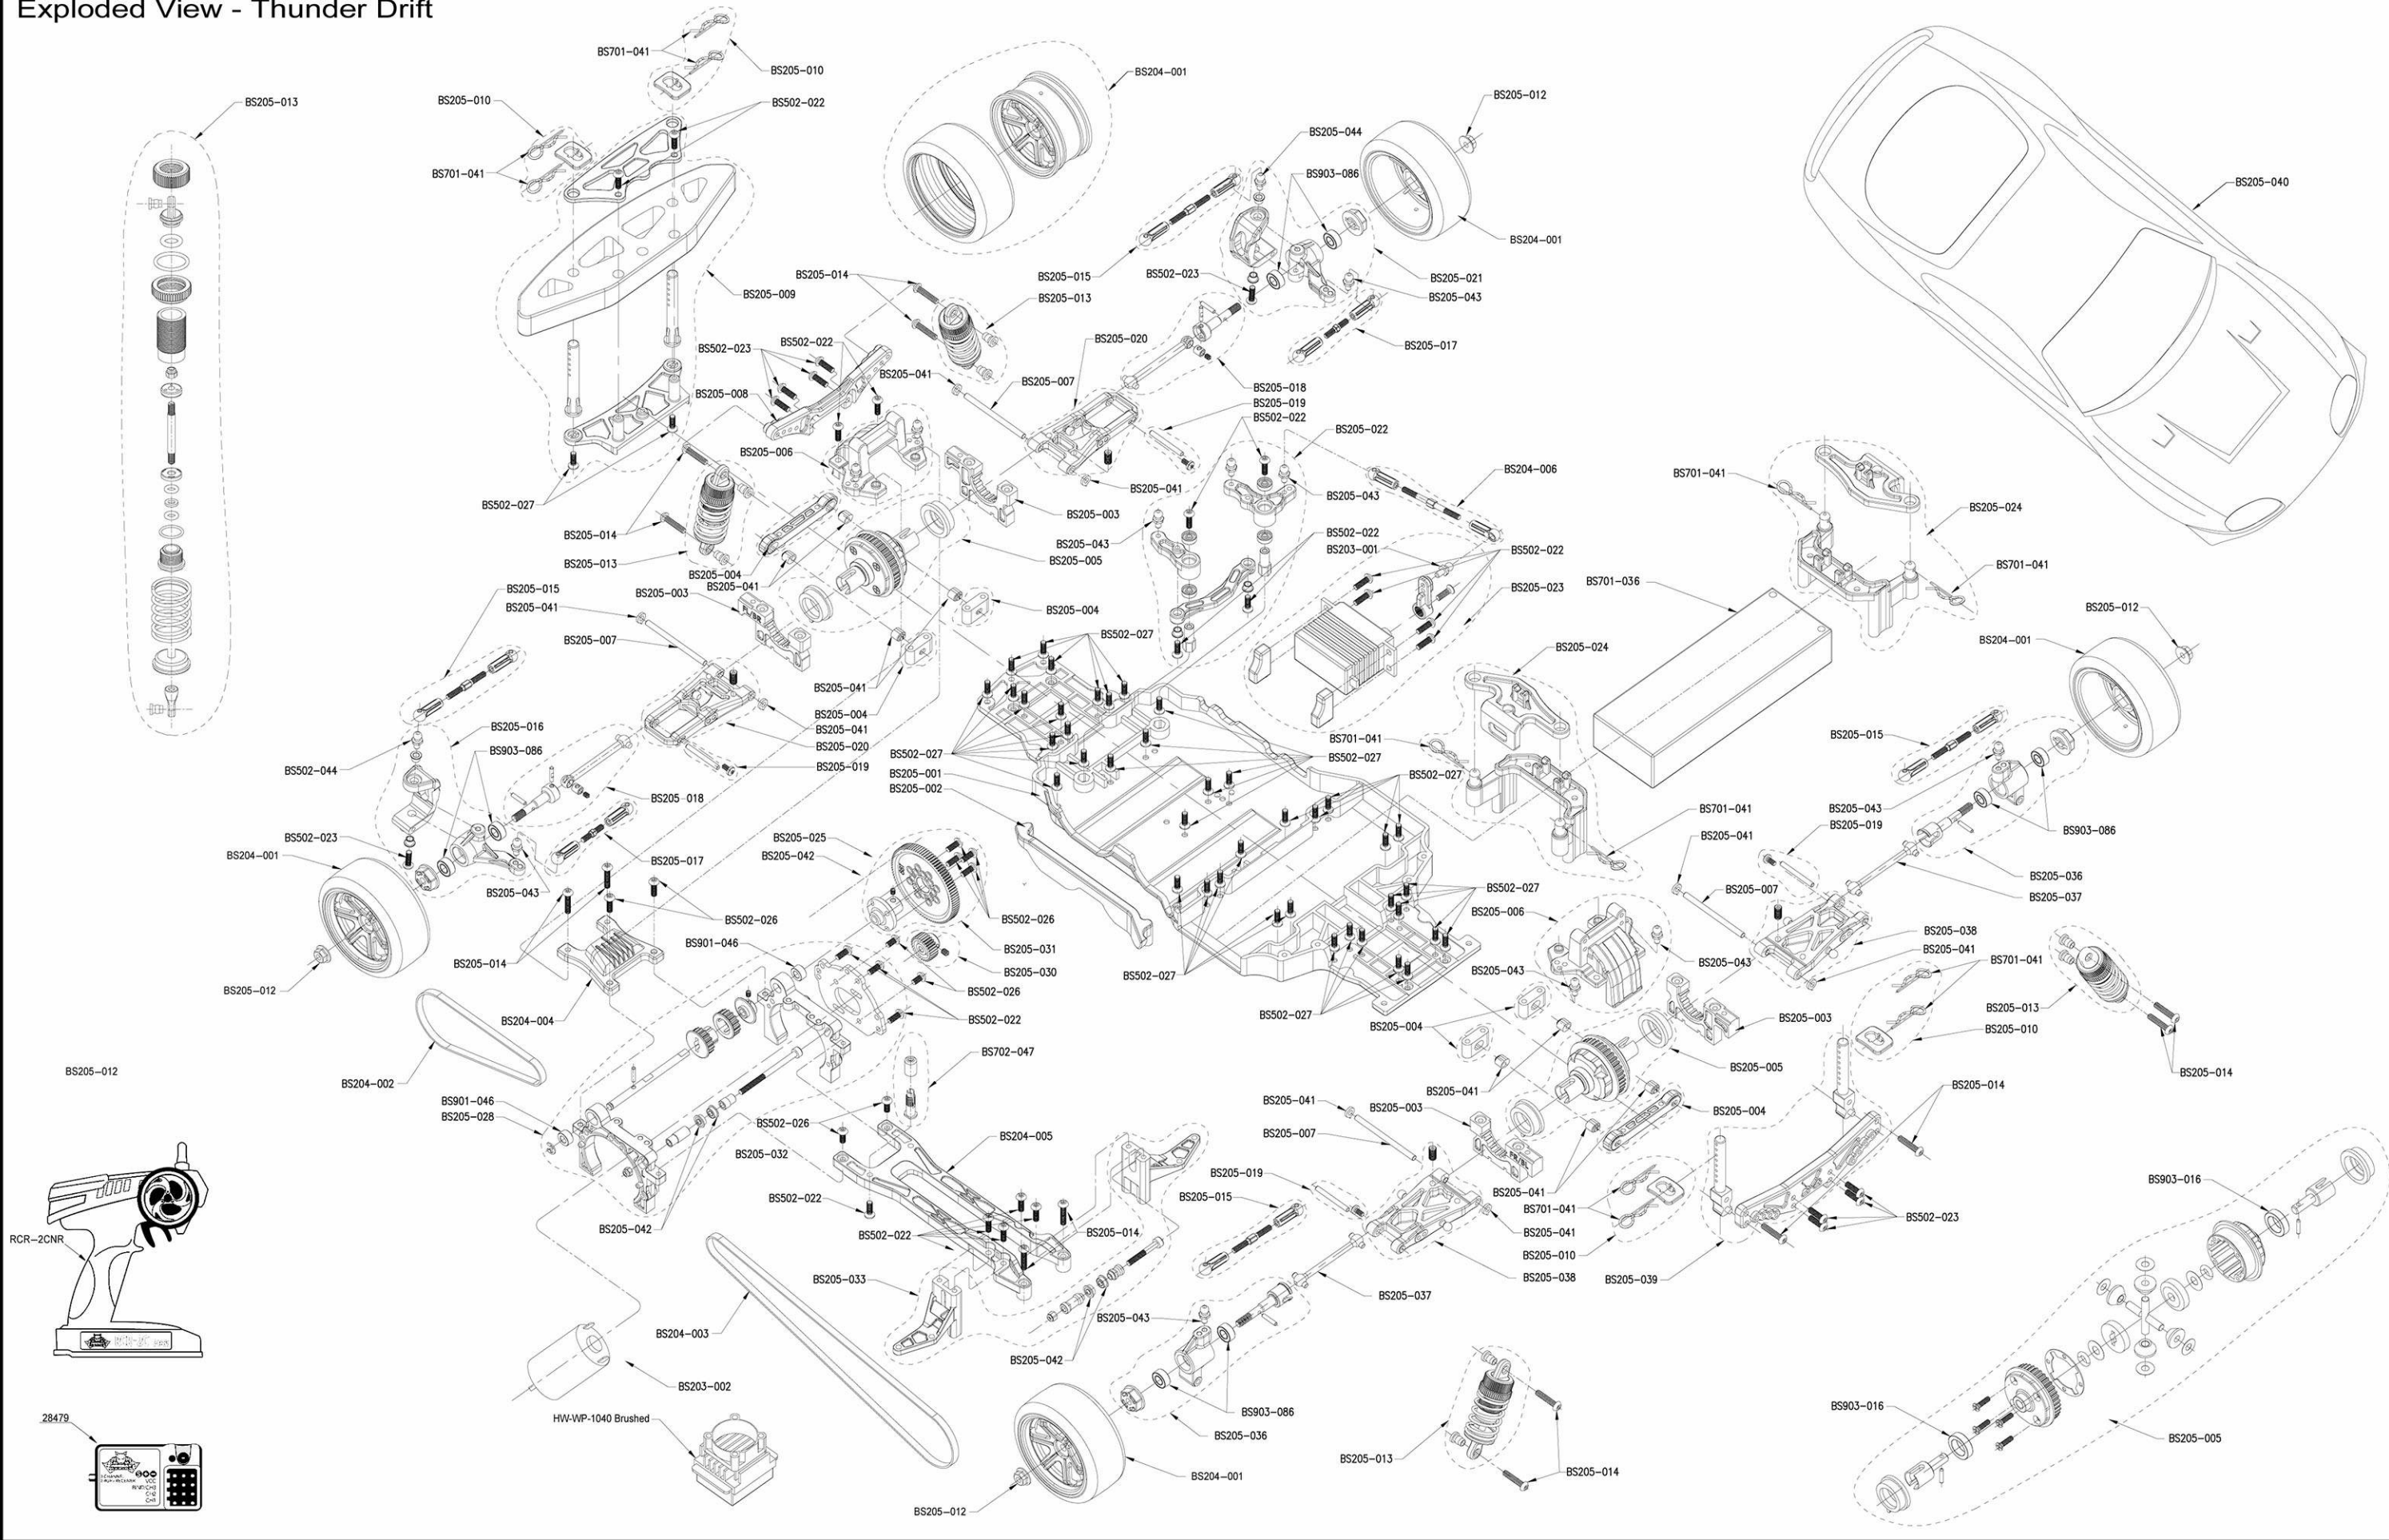 Exploded View - Thunder Drift
BS701-041
BS205-010
BS204-001
BS205-012
BS205-013
BS205-010
BS502-022
BS205-044
BS701-041
BS903-086
BS205-040
BS204-001
BS205-014
BS205-015
BS502-023
BS205-021
BS205-009
BS205-013
BS205-043
BS502-023
BS502-022
BS205-020
BS205-017
BS205-041
BS205-007
BS205-018
BS205-008
BS205-019
BS502-022
BS205-022
BS205-006
BS204-006
BS701-041
BS205-041
BS205-043
BS502-027
BS205-003
BS205-024
BS205-014
BS205-043
BS502-022
BS203-001
BS502-022
BS205-013
BS205-005
BS205-004
BS205-041
BS701-036
BS701-041
BS205-015
BS205-003
BS205-023
BS205-041
BS205-004
BS205-012
BS205-007
BS502-027
BS204-001
BS205-024
BS205-041
BS205-004
BS205-016
BS205-041
BS205-020
BS903-086
BS502-027
BS701-041
BS205-015
BS502-044
BS205-019
BS205-001
BS502-027
BS502-027
BS205-002
BS205 018
BS701-041
BS205-043
BS205-019
BS502-023
BS205-025
BS205-041
BS903-086
BS204-001
BS205-042
BS205-017
BS205-036
BS205-043
BS502-027
BS205-007
BS205-037
BS502-026
BS502-026
BS205-006
BS901-046
BS205-031
BS205-038
BS205-014
BS205-030
BS502-027
BS205-043
BS205-043
BS205-041
BS701-041
BS205-012
BS502-026
BS205-013
BS204-004
BS502-022
BS502-027
BS205-004
BS205-003
BS205-010
BS702-047
BS205-012
BS205-005
BS205-014
BS204-002
BS205-041
BS205-014
BS901-046
BS205-041
BS205-003
BS205-004
BS205-028
BS502-026
BS204-005
BS205-007
BS205-032
BS205-019
BS502-022
BS205-015
BS205-041
BS903-016
BS701-041
BS502-023
BS205-042
BS502-022
BS205-014
BS205-041
RCR-2CNR
BS205-010
BS205-033
BS205-038
BS205-039
BS205-037
BS204-003
BS205-043
BS205-042
BS203-002
28479
HW-WP-1040 Brushed
BS903-086
BS903-016
BS205-036
BS205-005
BS205-013
BS205-014
BS204-001
BS205-012
VCC
CH2
CH1